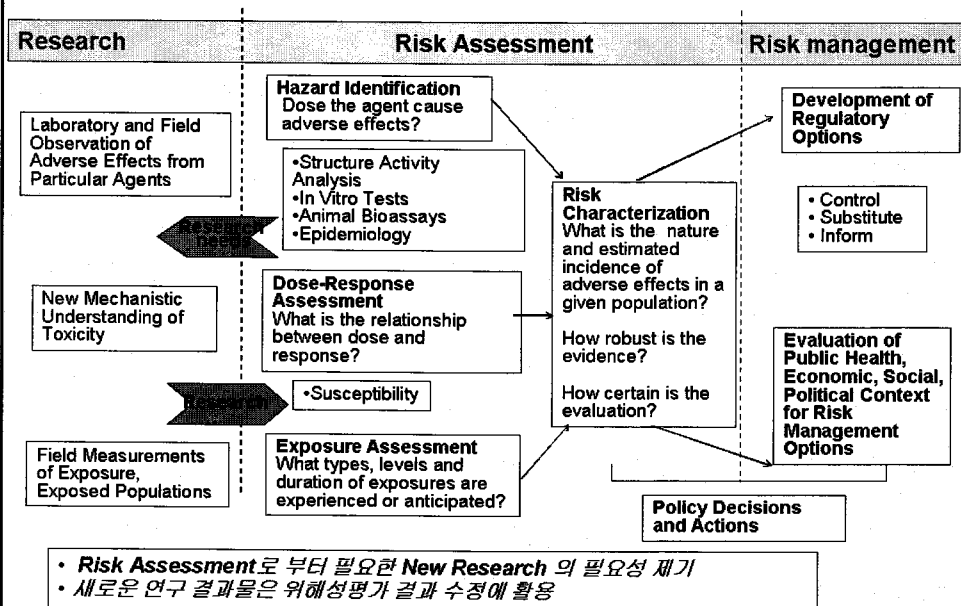 Research
Risk Assessment
Risk management
Laboratory and Field
Observation of
Adverse Effects from
Particular Agents
Research
needs
New Mechanistic
Understanding of
Toxicity
Research
Field Measurements
of Exposure,
Exposed Populations
Hazard Identification
Dose the agent cause
adverse effects?
•Structure Activity
Analysis
•In Vitro Tests
•Animal Bioassays
•Epidemiology
Dose-Response
Assessment
What is the relationship
between dose and
response?
•Susceptibility
Exposure Assessment
What types, levels and
duration of exposures are
experienced or anticipated?
Risk
Characterization
What is the nature
and estimated
incidence of
adverse effects in a
given population?
How robust is the
evidence?
How certain is the
evaluation?
Development of
Regulatory
Options
• Control
• Substitute
• Inform
Evaluation of
Public Health,
Economic, Social,
Political Context
for Risk
Management
Options
Policy Decisions
and Actions
• Risk Assessment로 부터 필요한 New Research 의 필요성 제기
• 새로운 연구 결과물은 위해성평가 결과 수정에 활용